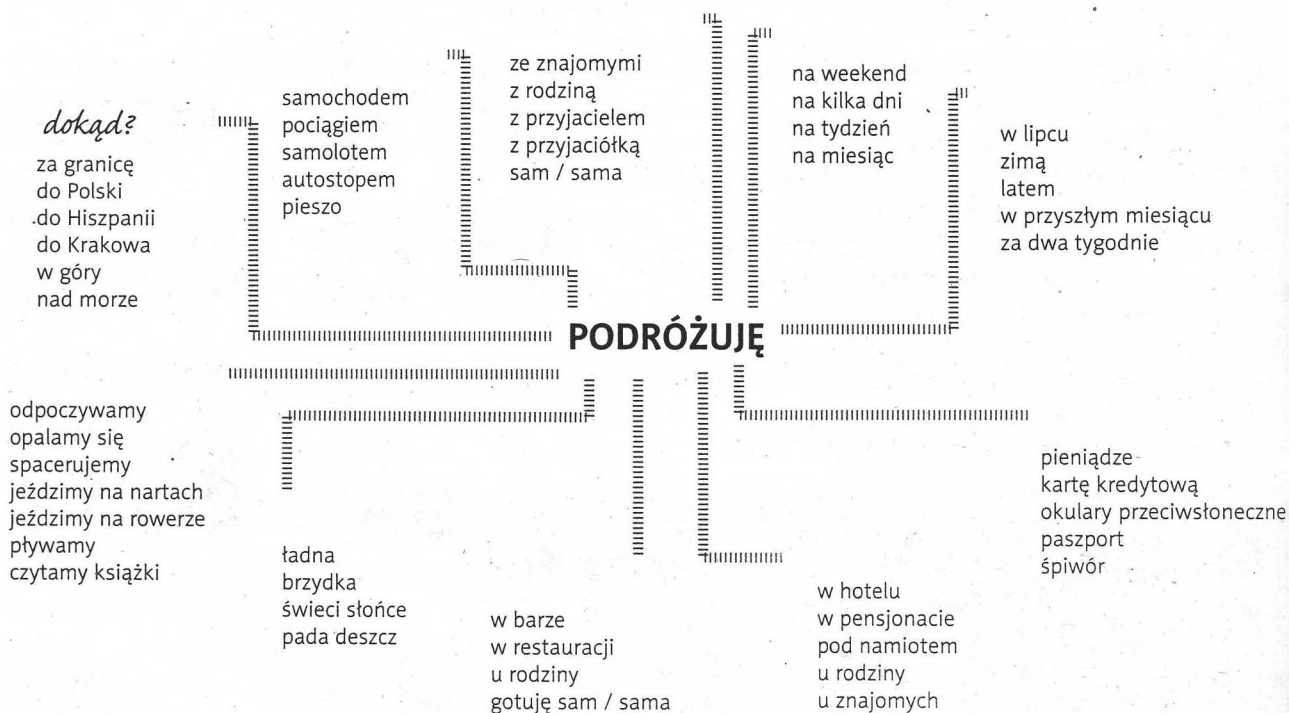 dokąd?
za granicę
do Polski
do Hiszpanii
do Krakowa
w góry
nad morze
samochodem
pociągiem
samolotem
autostopem
pieszo
ze znajomymi
z rodziną
z przyjacielem
z przyjaciółką
sam / sama
na weekend
na kilka dni
na tydzień
na miesiąc
w lipcu
zimą
latem
w przyszłym miesiącu
za dwa tygodnie
PODRÓŻUJĘ
odpoczywamy
opalamy się
spacerujemy
jeździmy na nartach
jeździmy na rowerze
pływamy
czytamy książki
ładna
brzydka
świeci słońce
pada deszcz
w barze
w restauracji
u rodziny
gotuję sam / sama
w hotelu
w pensjonacie
pod namiotem
u rodziny
u znajomych
pieniądze
kartę kredytową
okulary przeciwsłoneczne
paszport
śpiwór